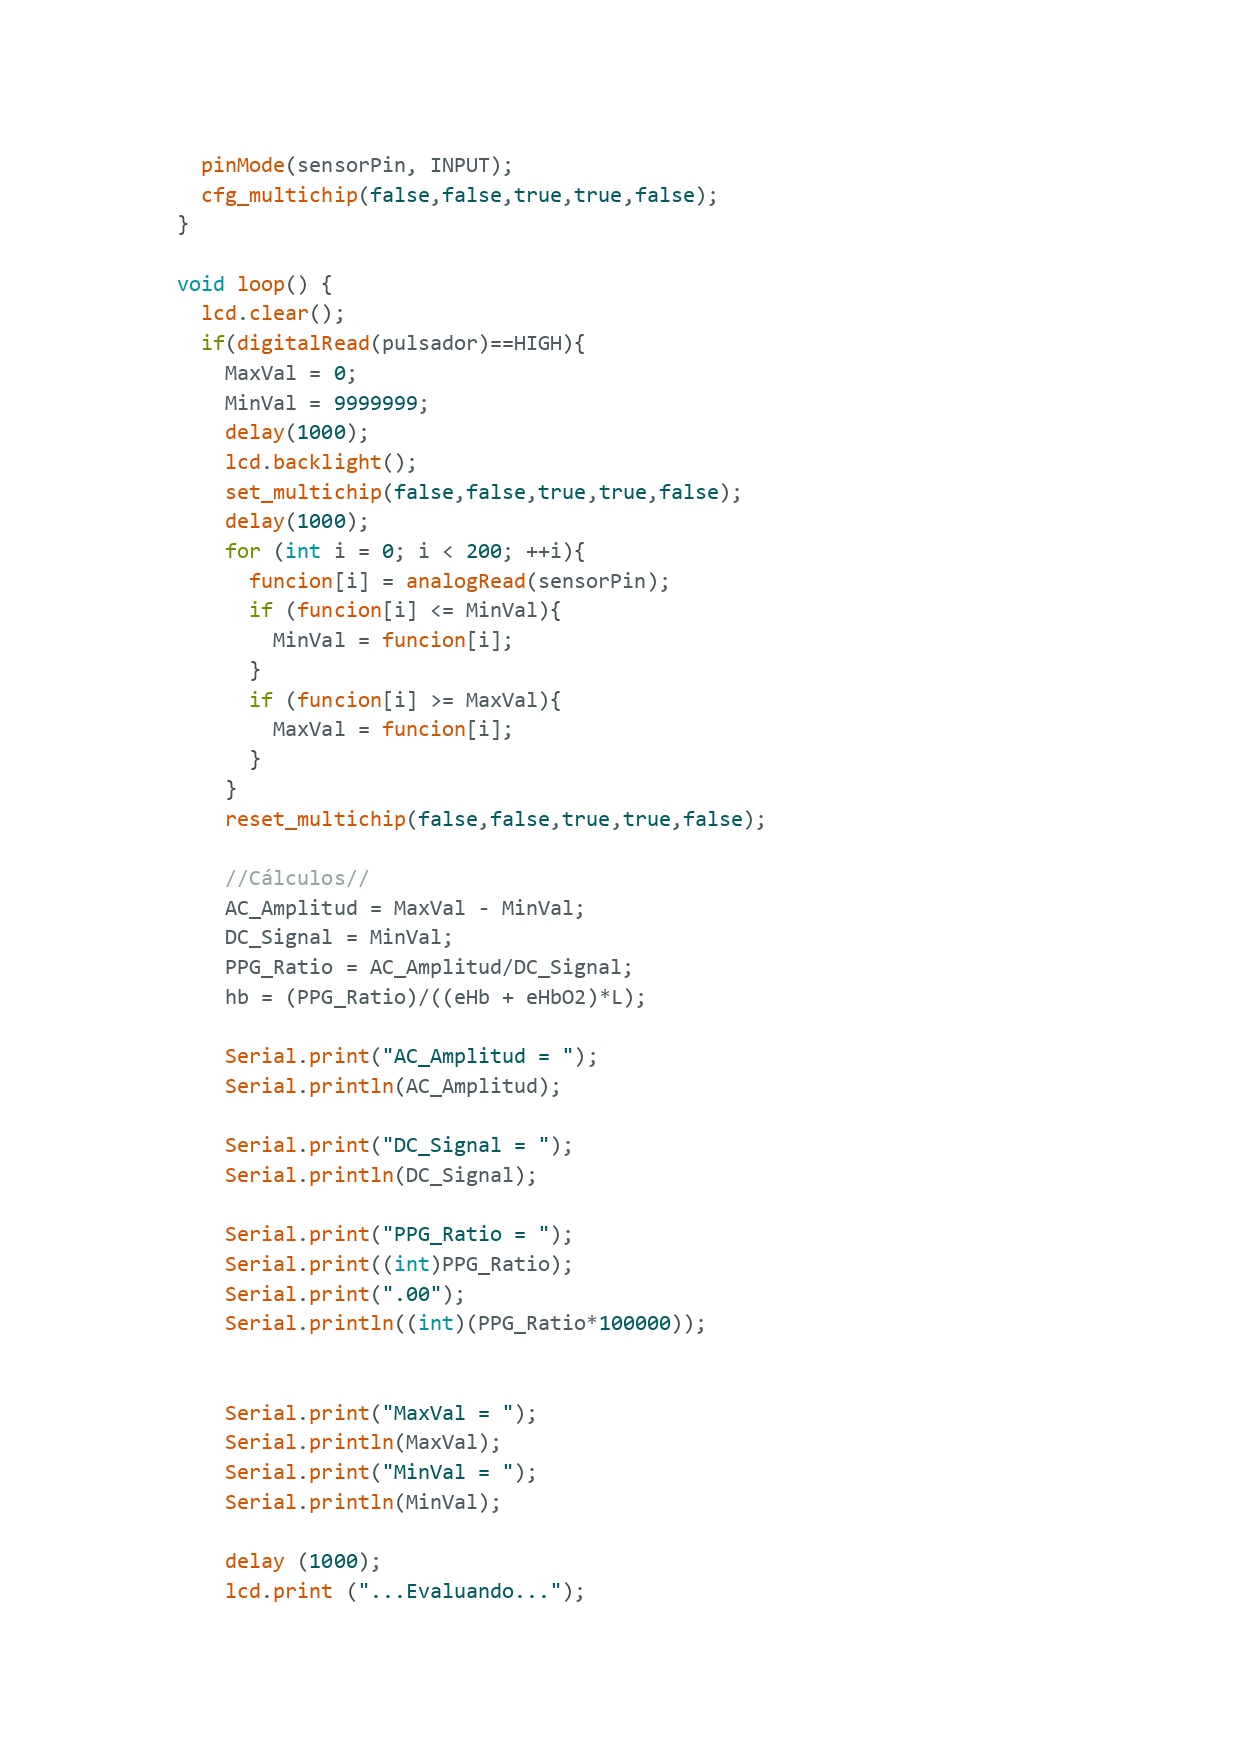 pinMode(sensorPin, INPUT);
cfg_multichip(false,false,true,true,false);
}
void loop() {
lcd.clear();
if(digitalRead(pulsador)==HIGH){
MaxVal = 0;
MinVal = 9999999;
delay(1000);
lcd.backlight();
set_multichip(false,false,true,true,false);
delay(1000);
for (int i = 0; i < 200; ++i){
funcion[i] = analogRead(sensorPin);
if (funcion[i] <= MinVal){
MinVal = funcion[i];
}
if (funcion[i] >= MaxVal){
MaxVal = funcion[i];
}
}
reset_multichip(false,false,true,true,false);
//Cálculos//
AC_Amplitud = MaxVal - MinVal;
DC_Signal = MinVal;
PPG_Ratio = AC_Amplitud/DC_Signal;
hb = (PPG_Ratio)/((eHb + eHbO2)*L);
Serial.print("AC_Amplitud = ");
Serial.println(AC_Amplitud);
Serial.print("DC_Signal = ");
Serial.println(DC_Signal);
Serial.print("PPG_Ratio = ");
Serial.print((int)PPG_Ratio);
Serial.print(".00");
Serial.println((int)(PPG_Ratio*100000));
Serial.print("MaxVal = ");
Serial.println(MaxVal);
Serial.print("MinVal = ");
Serial.println(MinVal);
delay (1000);
lcd.print ("...Evaluando...");